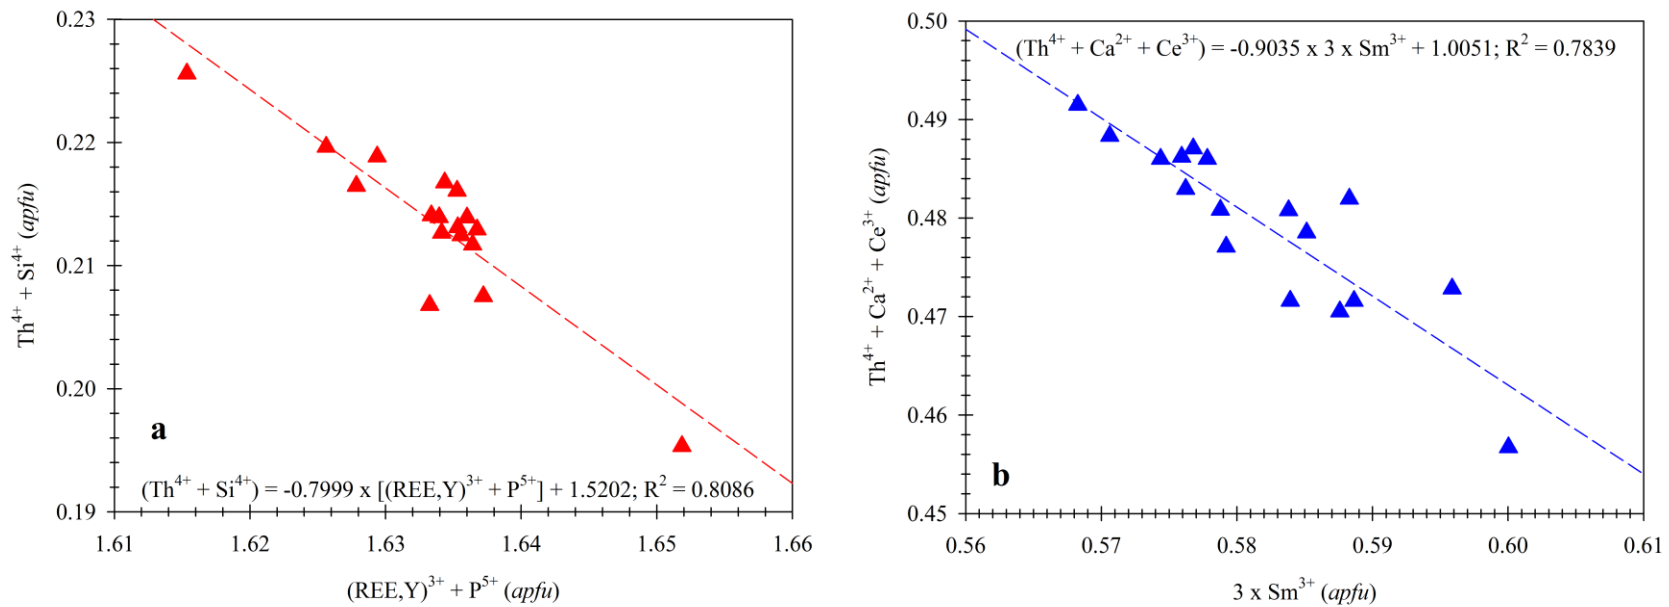 0.23
0.22
0.21
0.20
0.19
Th⁴⁺ + Si⁴⁺ (apfu)
a
(Th⁴⁺ + Si⁴⁺) = -0.7999 x [(REE,Y)³⁺ + P⁵⁺] + 1.5202; R² = 0.8086
1.61 1.62 1.63 1.64 1.65 1.66
(REE,Y)³⁺ + P⁵⁺ (apfu)
0.50
0.49
0.48
0.47
0.46
0.45
Th⁴⁺ + Ca²⁺ + Ce³⁺ (apfu)
(Th⁴⁺ + Ca²⁺ + Ce³⁺) = -0.9035 x 3 x Sm³⁺ + 1.0051; R² = 0.7839
b
0.56 0.57 0.58 0.59 0.60 0.61
3 x Sm³⁺ (apfu)